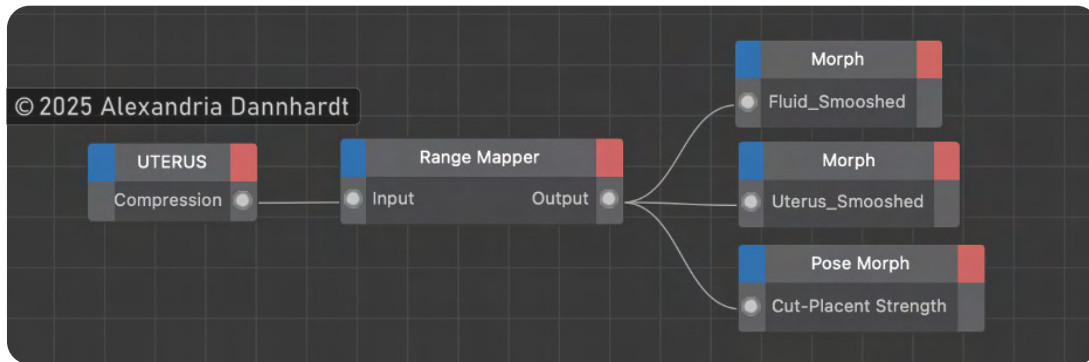 © 2025 Alexandria Dannhardt
UTERUS
Compression
Range Mapper
Input
Output
Morph
Fluid_Smooshed
Morph
Uterus_Smooshed
Pose Morph
Cut-Placent Strength